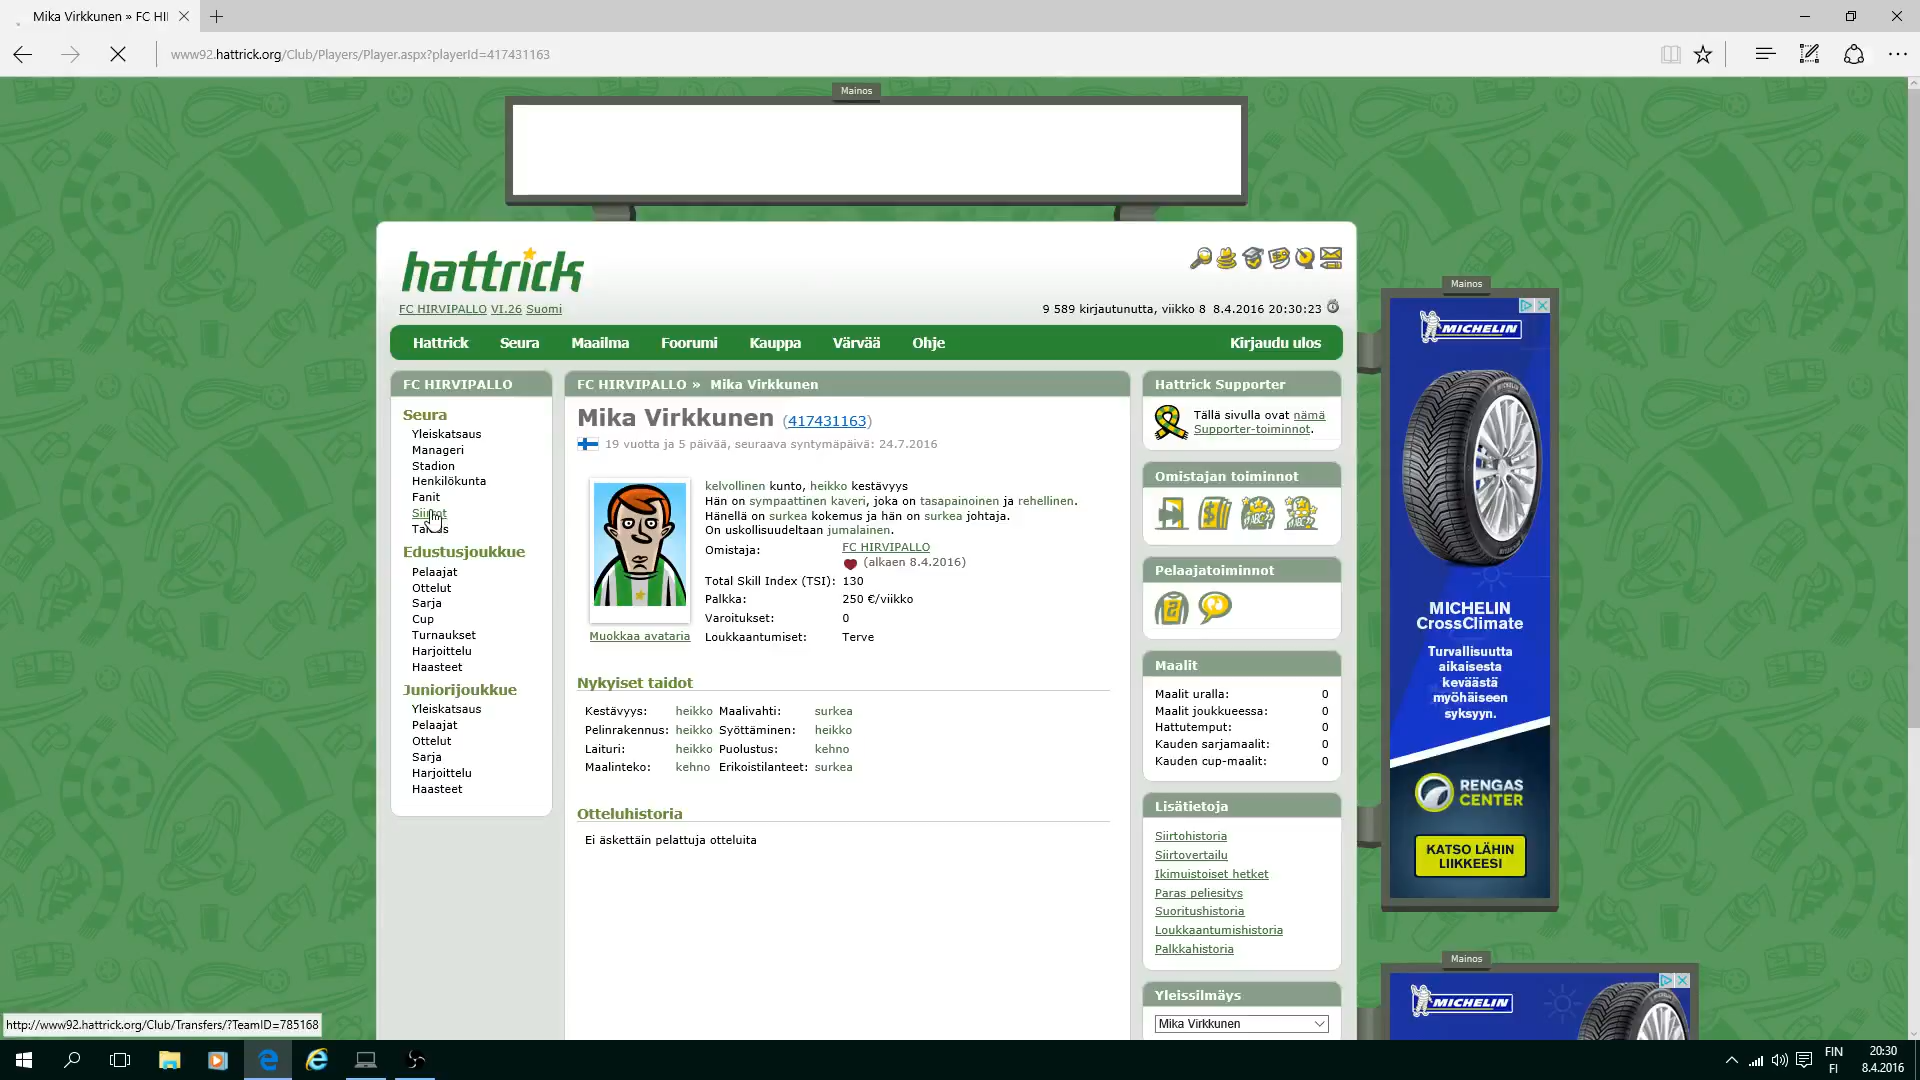 Mika Virkkunen » FC HI
www92.hattrick.org/Club/Players/Player.aspx?playerId=417431163
Mainos
hattrick
FC HIRVIPALLO VI.26 Suomi
9 589 kirjautunutta, viikko 8 8.4.2016 20:30:23
Hattrick Seura Maailma Foorumi Kauppa Värvää Ohje Kirjaudu ulos
FC HIRVIPALLO
Seura
Yleiskatsaus
Manageri
Stadion
Henkilökunta
Fanit
Edustusjoukkue
Pelaajat
Ottelut
Sarja
Cup
Turnaukset
Harjoittelu
Haasteet
Juniorijoukkue
Yleiskatsaus
Pelaajat
Ottelut
Sarja
Harjoittelu
Haasteet
FC HIRVIPALLO » Mika Virkkunen
Mika Virkkunen (417431163)
19 vuotta ja 5 päivää, seuraava syntymäpäivä: 24.7.2016
kelvollinen kunto, heikko kestävyys
Hän on sympaattinen kaveri, joka on tasapainoinen ja rehellinen.
Hänellä on surkea kokemus ja hän on surkea johtaja.
On uskollisuudeltaan jumalainen.
Omistaja: FC HIRVIPALLO
(alkaen 8.4.2016)
Total Skill Index (TSI): 130
Palkka: 250 €/viikko
Varoitukset: 0
Loukkaantumiset: Terve
Muokkaa avataria
Nykyiset taidot
Kestävyys: heikko Maalivahti: surkea
Pelinrakennus: heikko Syöttäminen: heikko
Laituri: heikko Puolustus: kehno
Maalinteko: kehno Erikoistilanteet: surkea
Otteluhistoria
Ei äskettäin pelattuja otteluita
Hattrick Supporter
Tällä sivulla ovat nämä
Supporter-toiminnot.
Omistajan toiminnot
ABC
ABC
Pelaajatoiminnot
Maalit
Maalit uralla: 0
Maalit joukkueessa: 0
Hattutemput: 0
Kauden sarjamaalit: 0
Kauden cup-maalit: 0
Lisätietoja
Siirtohistoria
Siirtovertailu
Ikimuistoiset hetket
Paras peliesitys
Suoritushistoria
Loukkaantumishistoria
Palkkahistoria
Yleissilmäys
Mika Virkkunen
Mainos
MICHELIN
MICHELIN
CrossClimate
Turvallisuutta
aikaisesta
keväästä
myöhäiseen
syksyyn.
RENGAS
CENTER
KATSO LÄHIN
LIIKKEESI
Mainos
MICHELIN
http://www92.hattrick.org/Club/Transfers/?TeamID=785168
FIN
FI
20:30
8.4.2016